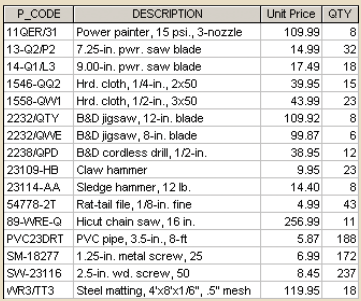 P_CODE DESCRIPTION Unit Price QTY
11QER/31 Power painter, 15 psi., 3-nozzle 109.99 8
13-Q2/P2 7.25-in. pwr. saw blade 14.99 32
14-Q1/L3 9.00-in. pwr. saw blade 17.49 18
1546-QQ2 Hrd. cloth, 1/4-in., 2x50 39.95 15
1558-QW1 Hrd. cloth, 1/2-in., 3x50 43.99 23
2232/QTY B&D jigsaw, 12-in. blade 109.92 8
2232/QWE B&D jigsaw, 8-in. blade 99.87 6
2238/QPD B&D cordless drill, 1/2-in. 38.95 12
23109-HB Claw hammer 9.95 23
23114-AA Sledge hammer, 12 lb. 14.40 8
54778-2T Rat-tail file, 1/8-in. fine 4.99 43
89-WRE-Q Hicut chain saw, 16 in. 256.99 11
PVC23DRT PVC pipe, 3.5-in., 8-ft 5.87 188
SM-18277 1.25-in. metal screw, 25 6.99 172
SW-23116 2.5-in. wd. screw, 50 8.45 237
WR3/TT3 Steel matting, 4'x8'x1/6", .5" mesh 119.95 18